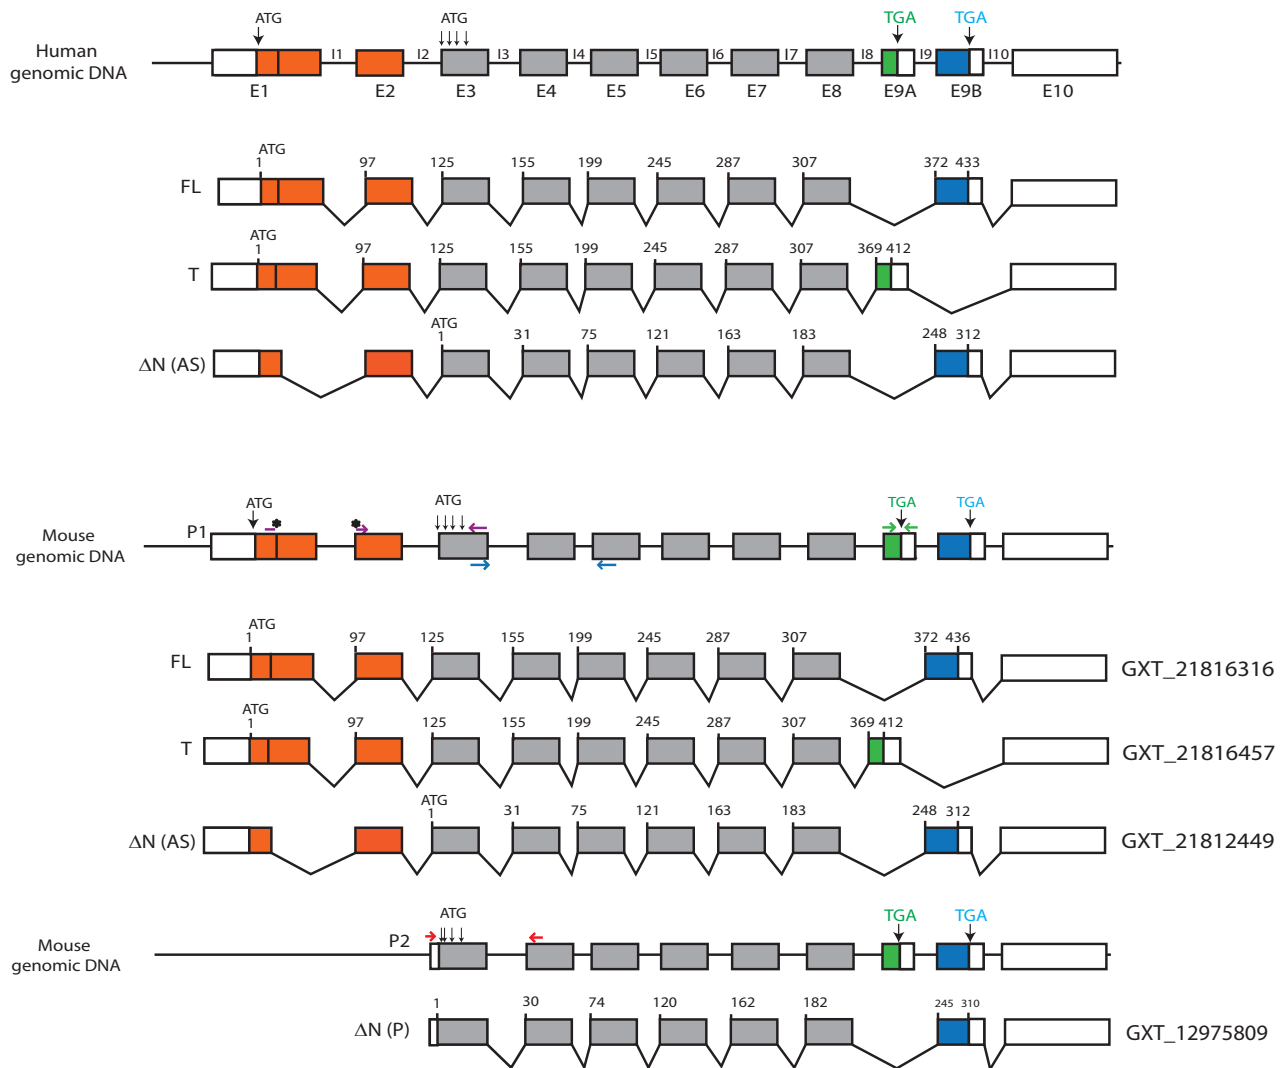 ATG ATG TGA TGA
Human
genomic DNA
I1 I2 I3 I4 I5 I6 I7 I8 I9 I10
E1 E2 E3 E4 E5 E6 E7 E8 E9A E9B E10
ATG
1 97 125 155 199 245 287 307 372 433
FL
ATG
1 97 125 155 199 245 287 307 369 412
T
ATG
1 31 75 121 163 183 248 312
ΔN (AS)
ATG ATG TGA TGA
P1
Mouse
genomic DNA
ATG
1 97 125 155 199 245 287 307 372 436
FL
GXT_21816316
ATG
1 97 125 155 199 245 287 307 369 412
T
GXT_21816457
ATG
1 31 75 121 163 183 248 312
ΔN (AS)
GXT_21812449
ATG TGA TGA
P2
Mouse
genomic DNA
1 30 74 120 162 182 245 310
ΔN (P)
GXT_12975809